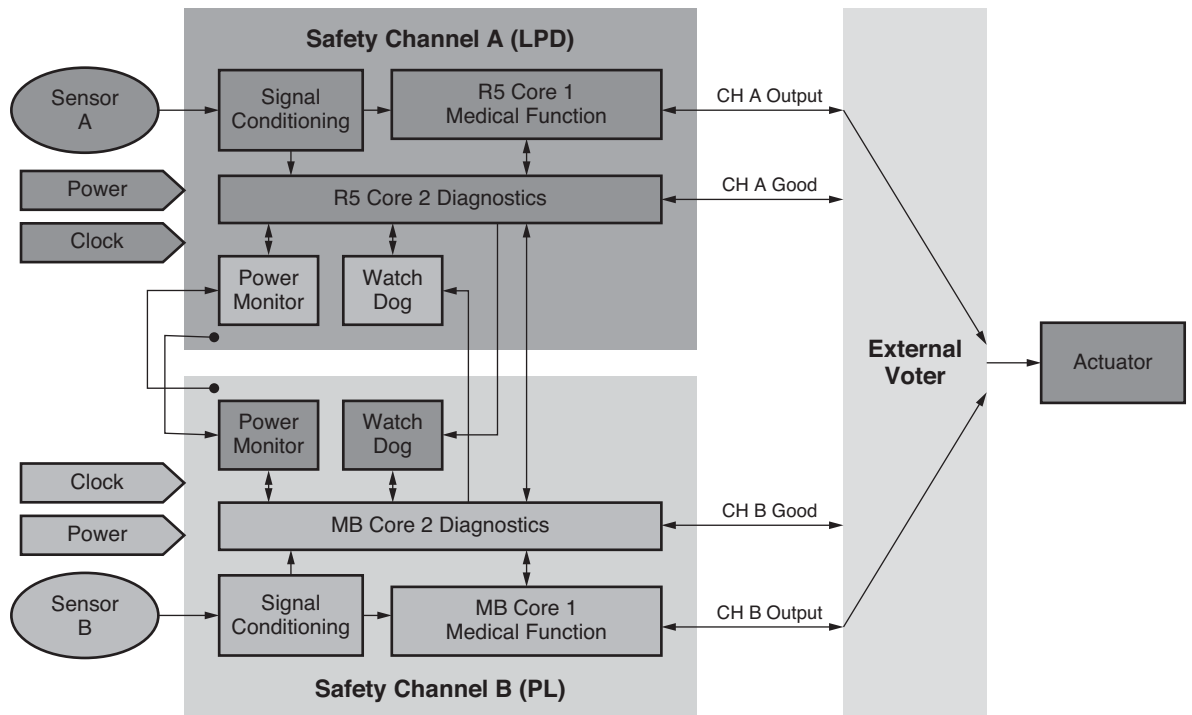 Safety Channel A (LPD)
Sensor
A
Signal
Conditioning
R5 Core 1
Medical Function
CH A Output
Power
R5 Core 2 Diagnostics
CH A Good
Clock
Power
Monitor
Watch
Dog
External
Voter
Actuator
Power
Monitor
Watch
Dog
Clock
MB Core 2 Diagnostics
CH B Good
Power
Sensor
B
Signal
Conditioning
MB Core 1
Medical Function
CH B Output
Safety Channel B (PL)